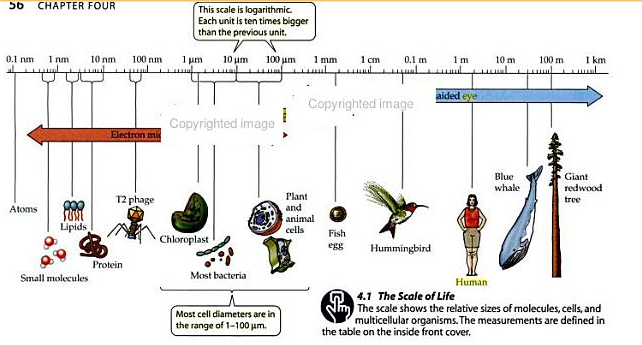 56 CHAPTER FOUR
This scale is logarithmic.
Each unit is ten times bigger
than the previous unit.
0.1 nm 1 nm 10 nm 100 nm 1 μm 10 μm 100 μm 1 mm 1 cm 0.1 m 1 m 10 m 100 m 1 km
Copyrighted image
Copyrighted image
aided eye
Electron mic
Atoms
Lipids
Small molecules
Protein
T2 phage
Chloroplast
Most bacteria
Plant
and
animal
cells
Fish
egg
Hummingbird
Human
Blue
whale
Giant
redwood
tree
Most cell diameters are in
the range of 1–100 μm.
4.1 The Scale of Life
The scale shows the relative sizes of molecules, cells, and
multicellular organisms. The measurements are defined in
the table on the inside front cover.